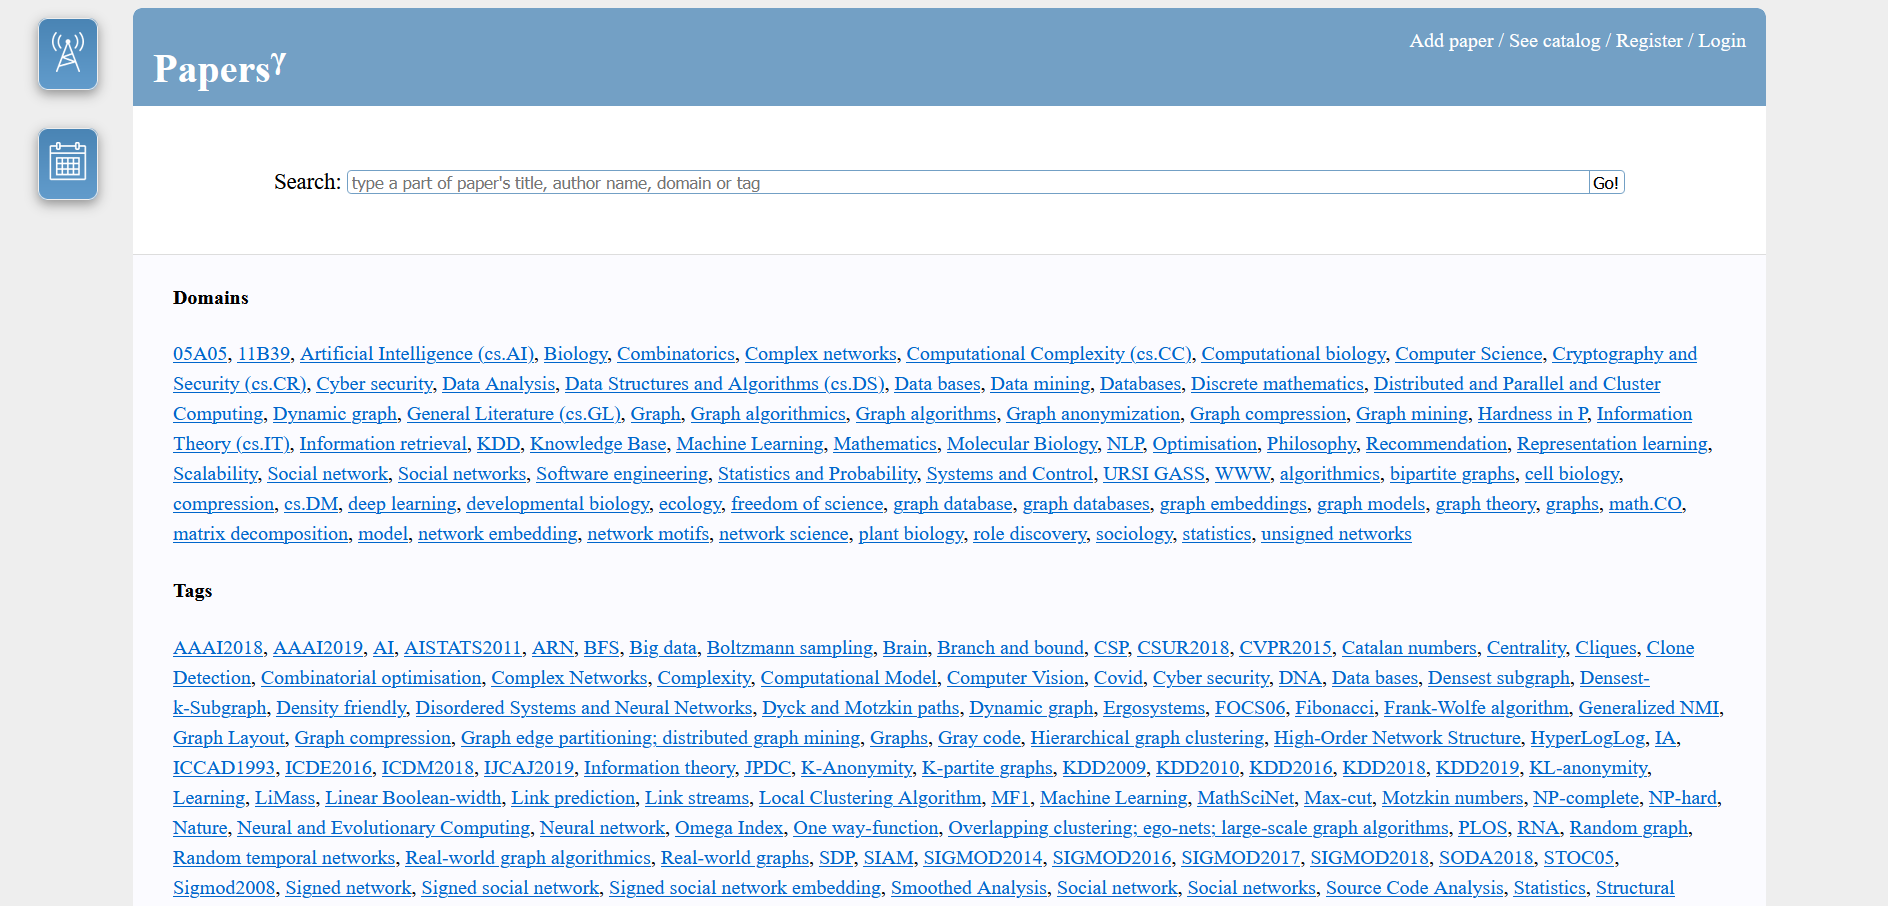 Add paper / See catalog / Register / Login
Papersγ
Search: type a part of paper's title, author name, domain or tag Go!
Domains
05A05, 11B39, Artificial Intelligence (cs.AI), Biology, Combinatorics, Complex networks, Computational Complexity (cs.CC), Computational biology, Computer Science, Cryptography and
Security (cs.CR), Cyber security, Data Analysis, Data Structures and Algorithms (cs.DS), Data bases, Data mining, Databases, Discrete mathematics, Distributed and Parallel and Cluster
Computing, Dynamic graph, General Literature (cs.GL), Graph, Graph algorithmics, Graph algorithms, Graph anonymization, Graph compression, Graph mining, Hardness in P, Information
Theory (cs.IT), Information retrieval, KDD, Knowledge Base, Machine Learning, Mathematics, Molecular Biology, NLP, Optimisation, Philosophy, Recommendation, Representation learning,
Scalability, Social network, Social networks, Software engineering, Statistics and Probability, Systems and Control, URSI GASS, WWW, algorithmics, bipartite graphs, cell biology,
compression, cs.DM, deep learning, developmental biology, ecology, freedom of science, graph database, graph databases, graph embeddings, graph models, graph theory, graphs, math.CO,
matrix decomposition, model, network embedding, network motifs, network science, plant biology, role discovery, sociology, statistics, unsigned networks
Tags
AAAI2018, AAAI2019, AI, AISTATS2011, ARN, BFS, Big data, Boltzmann sampling, Brain, Branch and bound, CSP, CSUR2018, CVPR2015, Catalan numbers, Centrality, Cliques, Clone
Detection, Combinatorial optimisation, Complex Networks, Complexity, Computational Model, Computer Vision, Covid, Cyber security, DNA, Data bases, Densest subgraph, Densest-
k-Subgraph, Density friendly, Disordered Systems and Neural Networks, Dyck and Motzkin paths, Dynamic graph, Ergosystems, FOCS06, Fibonacci, Frank-Wolfe algorithm, Generalized NMI,
Graph Layout, Graph compression, Graph edge partitioning; distributed graph mining, Graphs, Gray code, Hierarchical graph clustering, High-Order Network Structure, HyperLogLog, IA,
ICCAD1993, ICDE2016, ICDM2018, IJCAJ2019, Information theory, JPDC, K-Anonymity, K-partite graphs, KDD2009, KDD2010, KDD2016, KDD2018, KDD2019, KL-anonymity,
Learning, LiMass, Linear Boolean-width, Link prediction, Link streams, Local Clustering Algorithm, MF1, Machine Learning, MathSciNet, Max-cut, Motzkin numbers, NP-complete, NP-hard,
Nature, Neural and Evolutionary Computing, Neural network, Omega Index, One way-function, Overlapping clustering; ego-nets; large-scale graph algorithms, PLOS, RNA, Random graph,
Random temporal networks, Real-world graph algorithmics, Real-world graphs, SDP, SIAM, SIGMOD2014, SIGMOD2016, SIGMOD2017, SIGMOD2018, SODA2018, STOC05,
Sigmod2008, Signed network, Signed social network, Signed social network embedding, Smoothed Analysis, Social network, Social networks, Source Code Analysis, Statistics, Structural